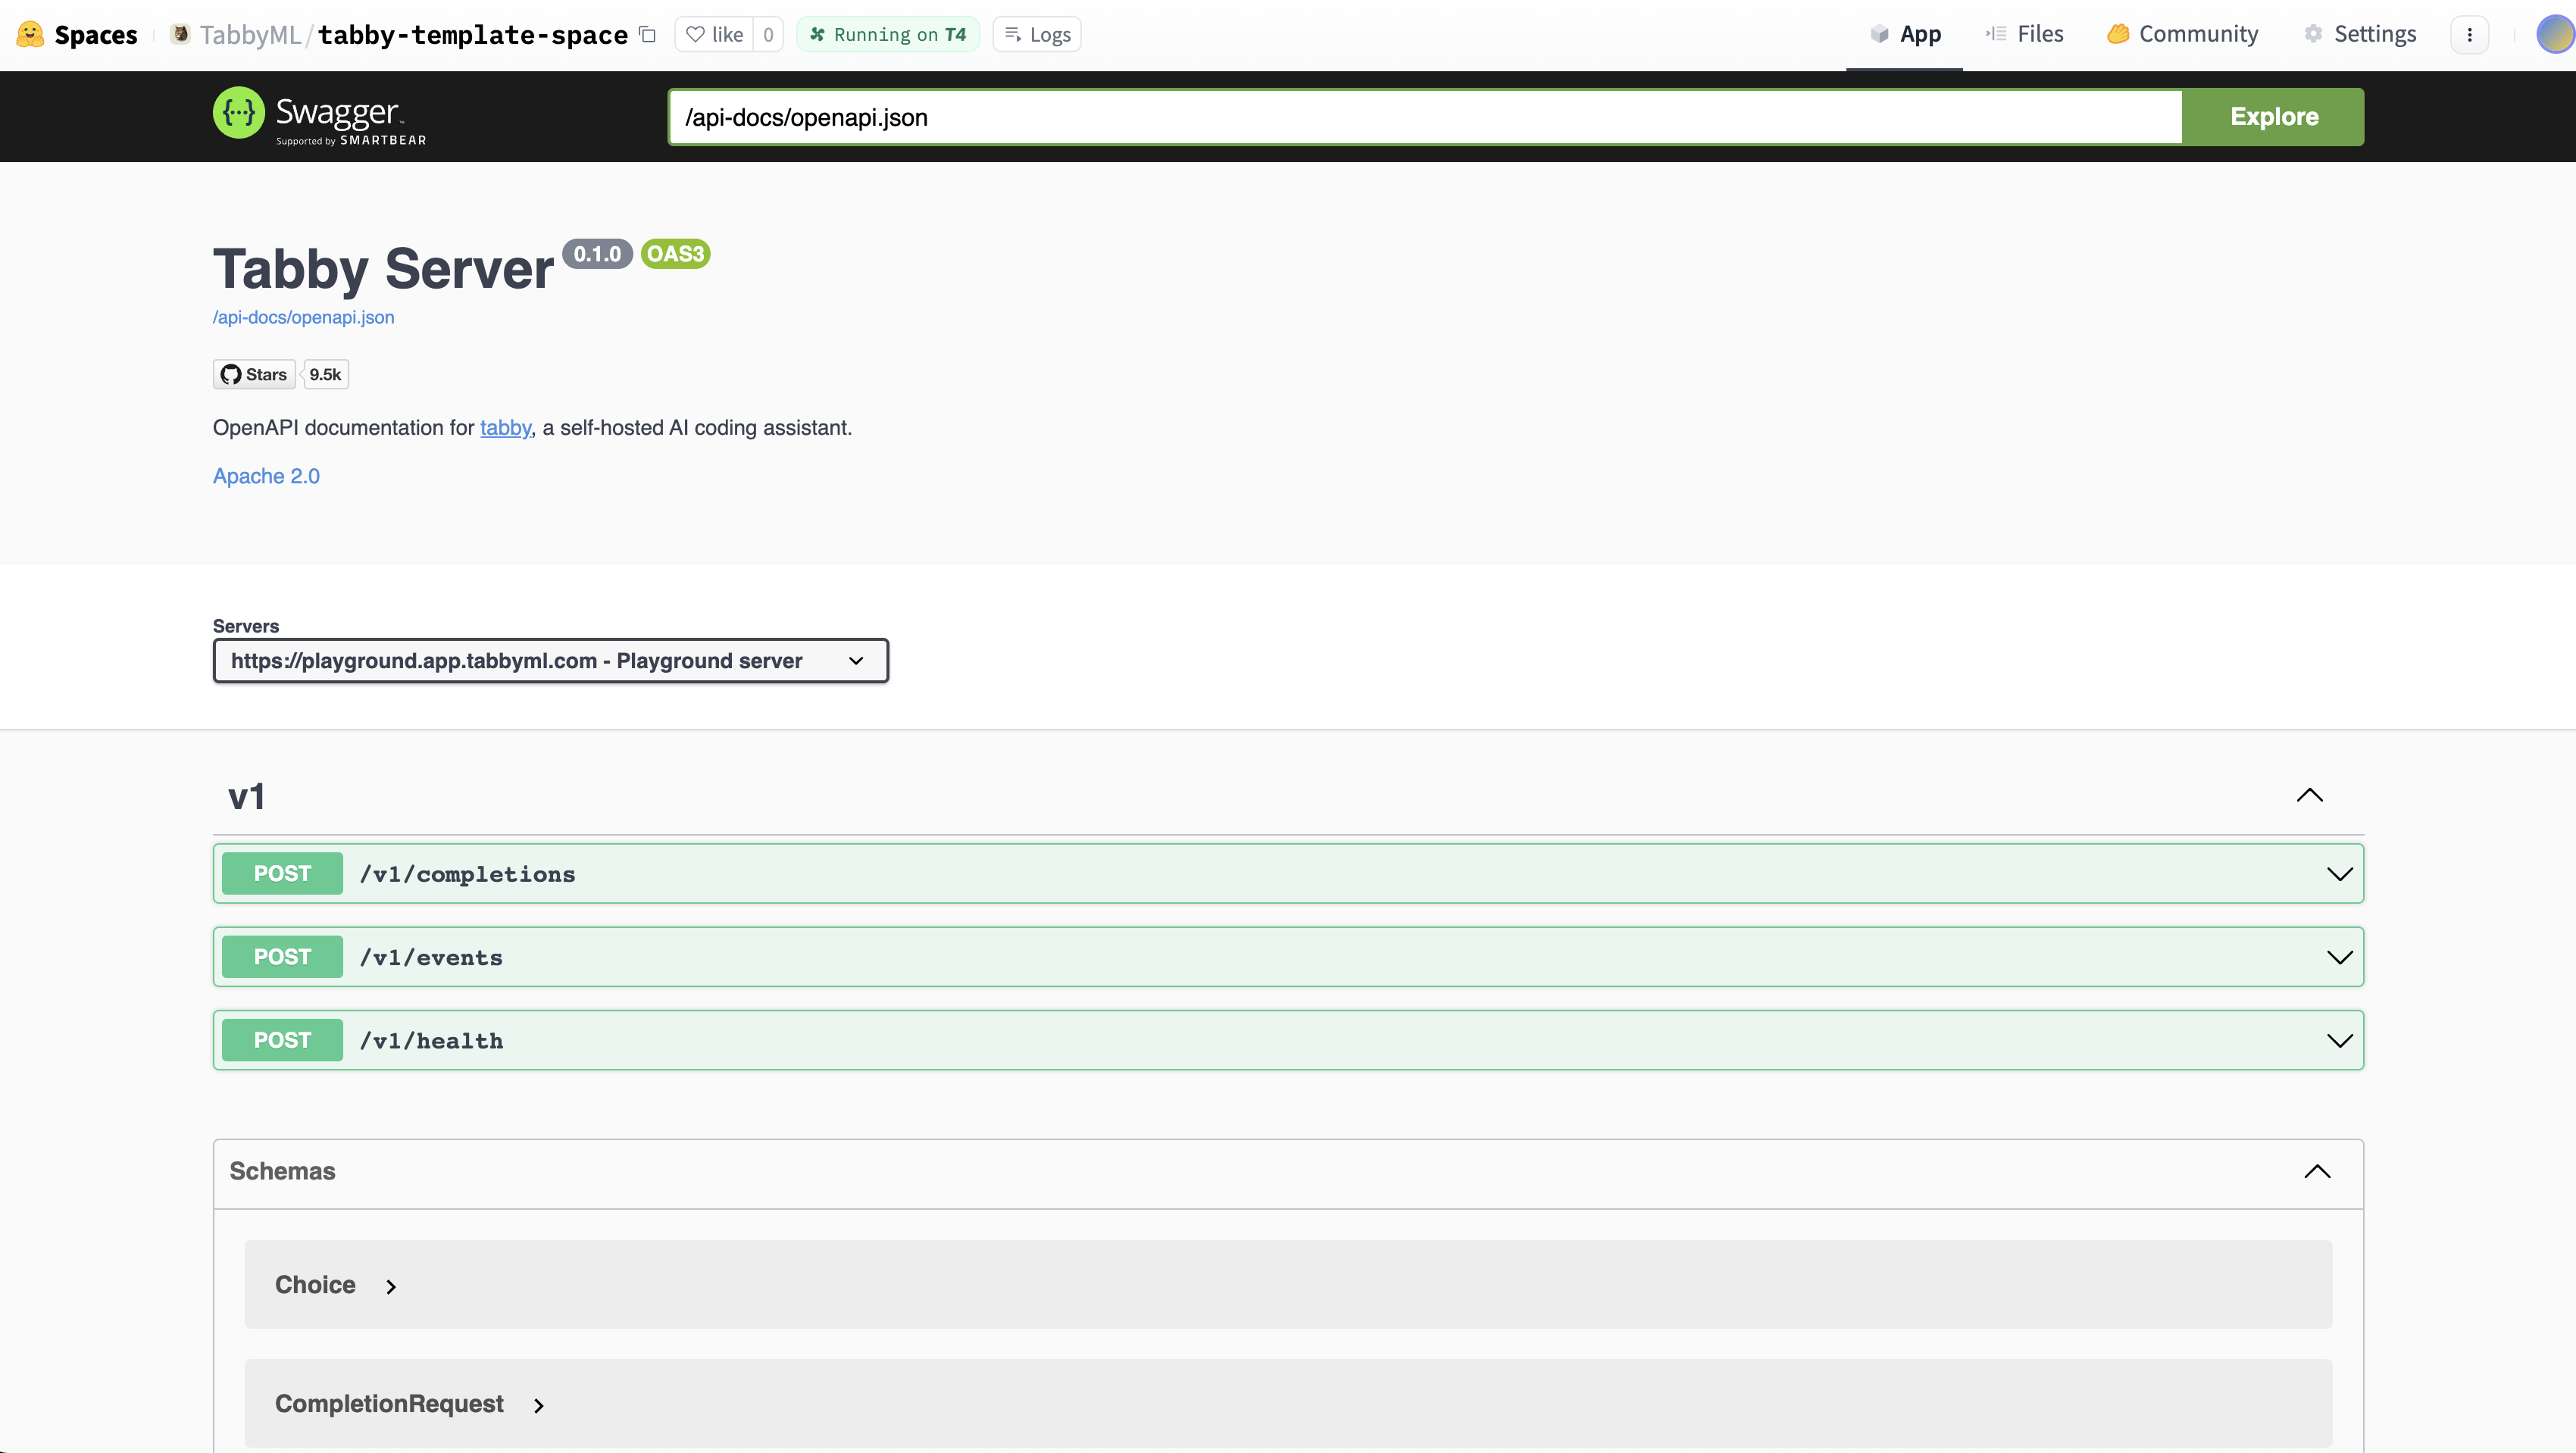 Spaces TabbyML/tabby-template-space like 0 Running on T4 Logs App Files Community Settings
{···} Swagger™ /api-docs/openapi.json Explore
Supported by SMARTBEAR
Tabby Server 0.1.0 OAS3
/api-docs/openapi.json
Stars 9.5k
OpenAPI documentation for tabby, a self-hosted AI coding assistant.
Apache 2.0
Servers
https://playground.app.tabbyml.com - Playground server
v1
POST /v1/completions
POST /v1/events
POST /v1/health
Schemas
Choice
CompletionRequest